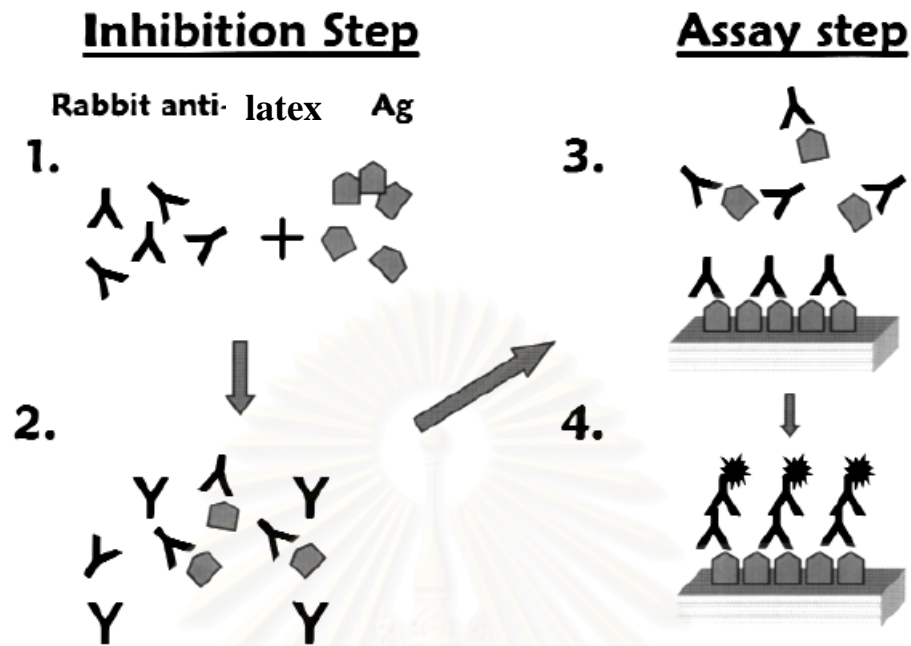 Inhibition Step
Assay step
Rabbit anti- latex Ag
1.
3.
2.
4.